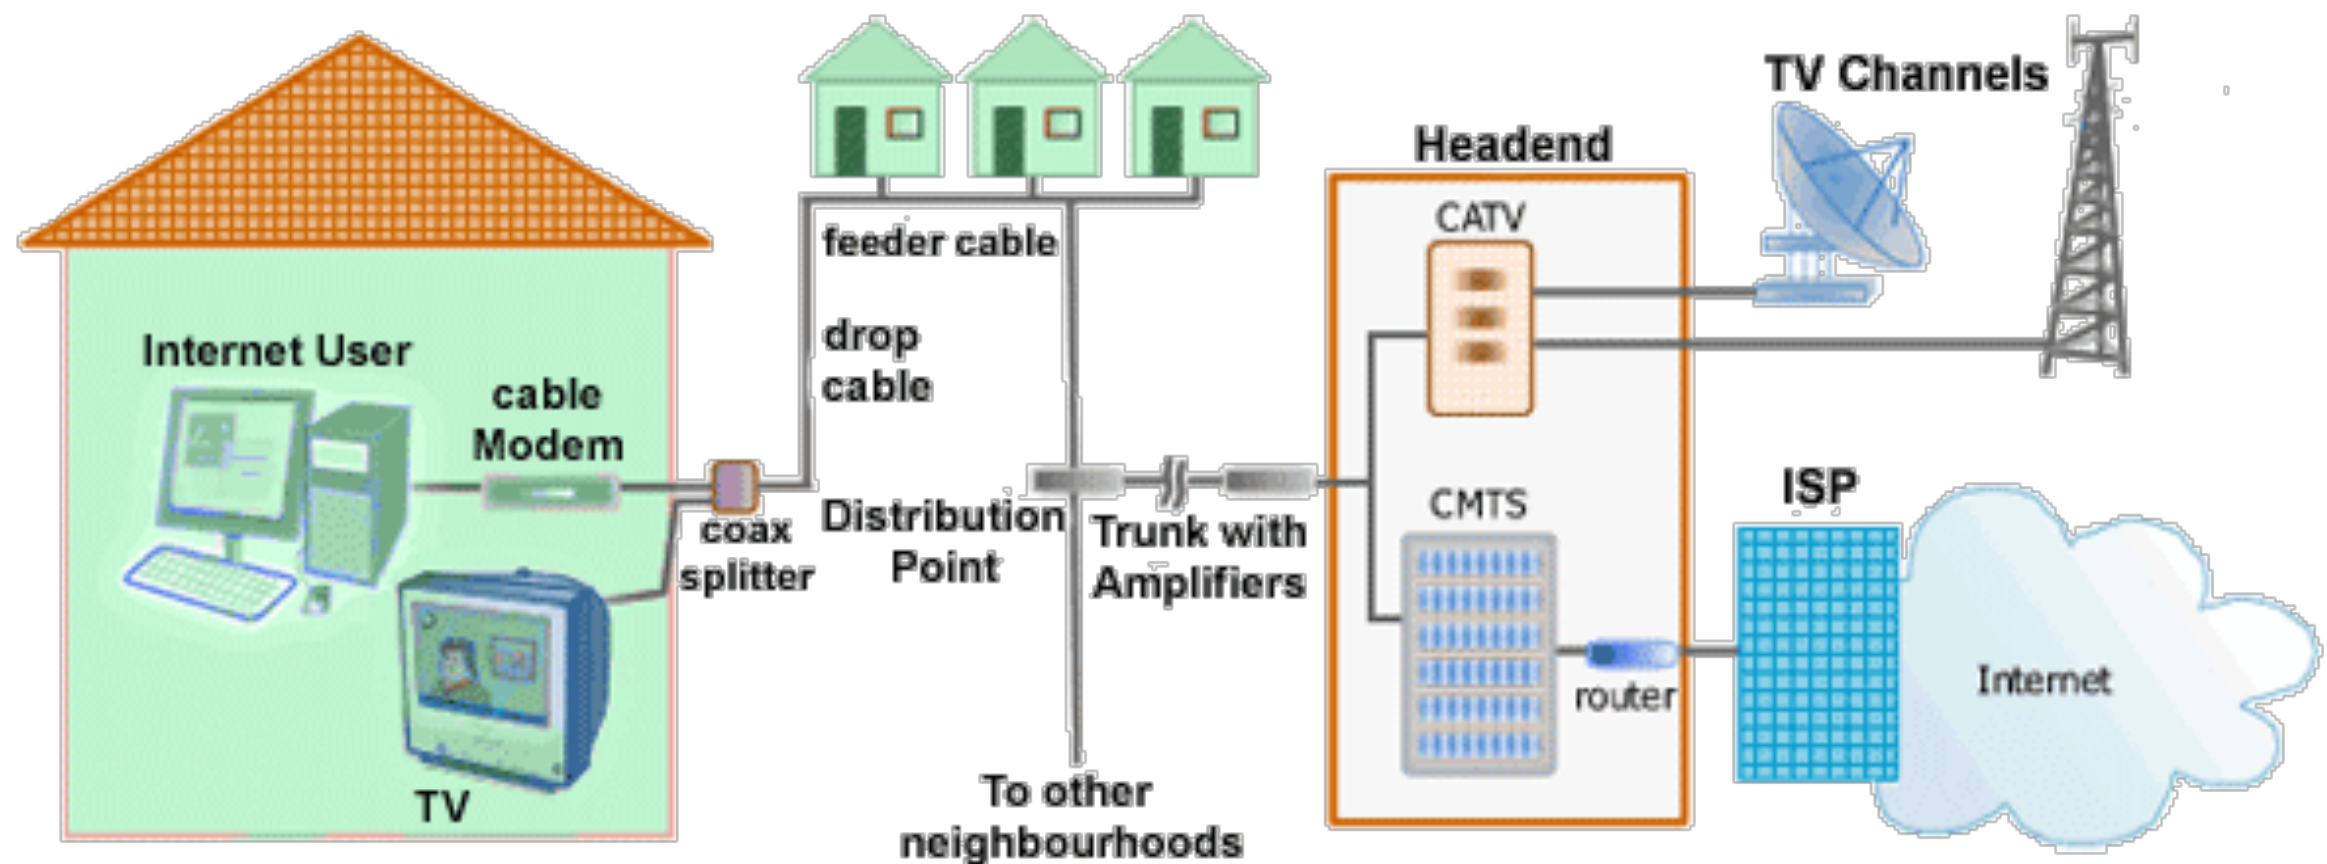 TV Channels
Headend
CATV
feeder cable
Internet User
drop
cable
cable
Modem
ISP
CMTS
coax
splitter
Distribution
Point
Trunk with
Amplifiers
Internet
router
TV
To other
neighbourhoods